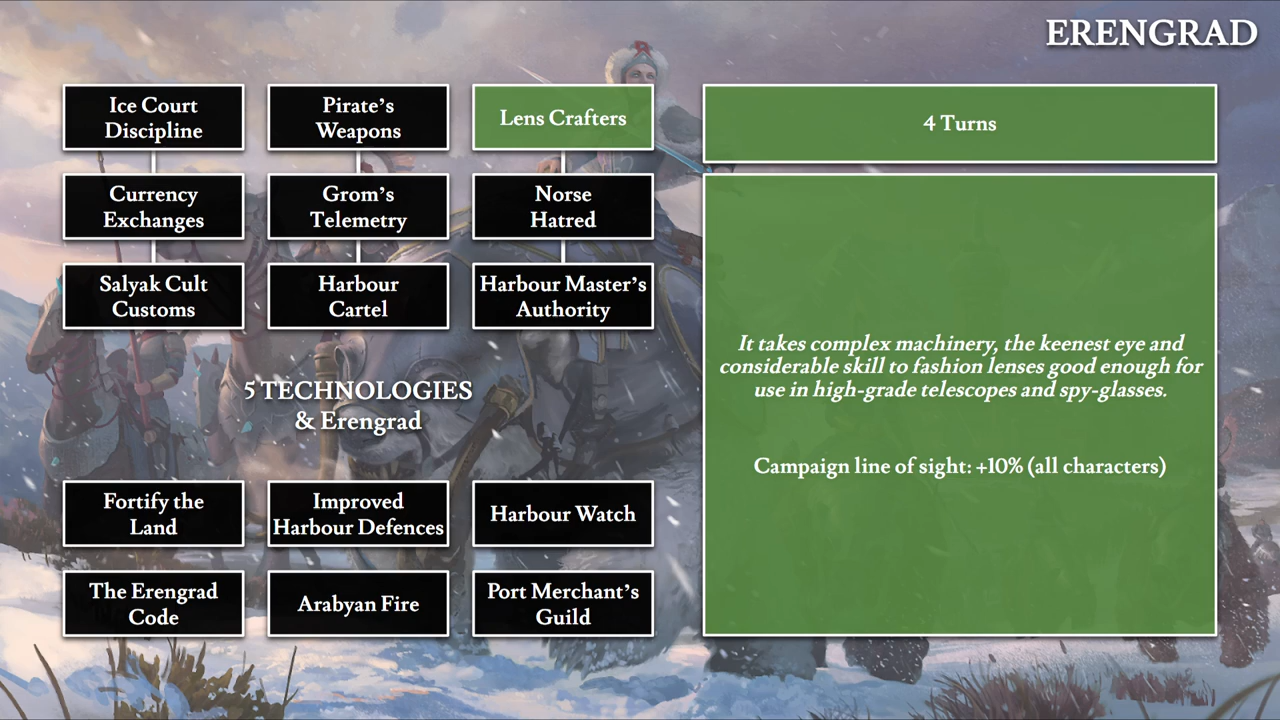 ERENGRAD
Ice Court
Discipline
Pirate's
Weapons
Lens Crafters
Currency
Exchanges
Grom's
Telemetry
Norse
Hatred
Salyak Cult
Customs
Harbour
Cartel
Harbour Master's
Authority
5 TECHNOLOGIES
& Erengrad
Fortify the
Land
Improved
Harbour Defences
Harbour Watch
The Erengrad
Code
Arabyan Fire
Port Merchant's
Guild
4 Turns
It takes complex machinery, the keenest eye and
considerable skill to fashion lenses good enough for
use in high-grade telescopes and spy-glasses.
Campaign line of sight: +10% (all characters)